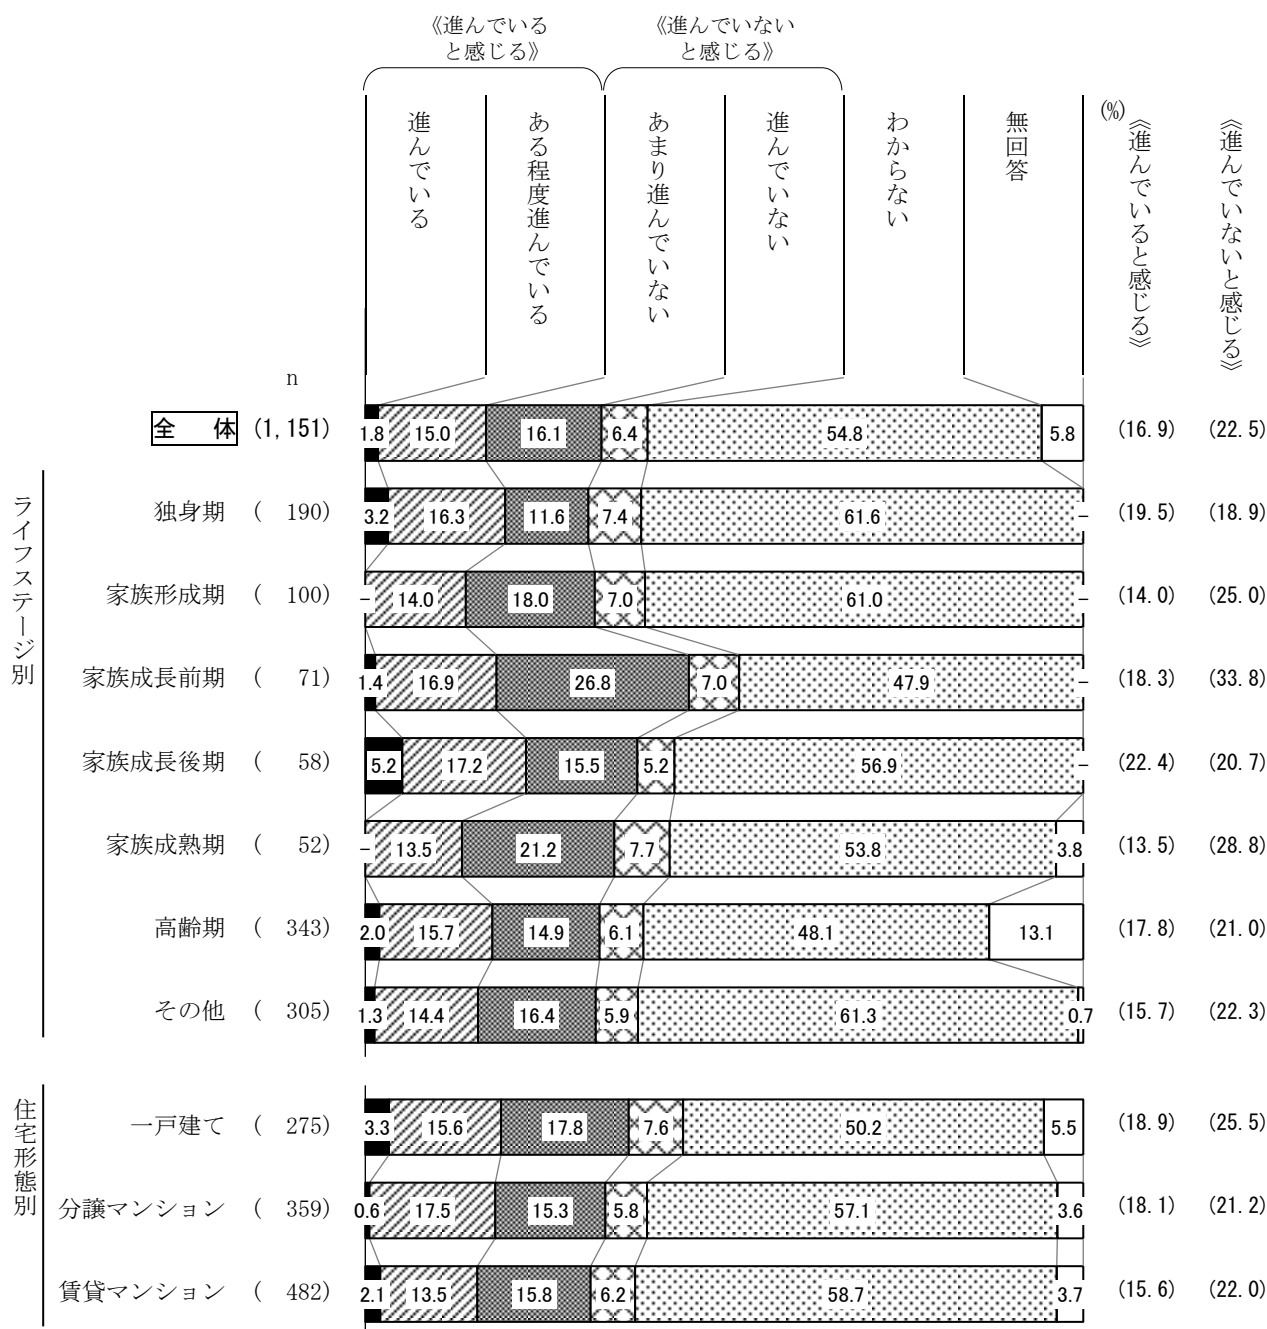 《進んでいる
と感じる》
《進んでいない
と感じる》
進んでいる
ある程度進んでいる
あまり進んでいない
進んでいない
わからない
無回答
(%)
《進んでいると感じる》
《進んでいないと感じる》
n
全 体 (1,151) 1.8 15.0 16.1 6.4 54.8 5.8 (16.9) (22.5)
ライフステージ別
独身期 ( 190) 3.2 16.3 11.6 7.4 61.6 - (19.5) (18.9)
家族形成期 ( 100) - 14.0 18.0 7.0 61.0 - (14.0) (25.0)
家族成長前期 ( 71) 1.4 16.9 26.8 7.0 47.9 - (18.3) (33.8)
家族成長後期 ( 58) 5.2 17.2 15.5 5.2 56.9 - (22.4) (20.7)
家族成熟期 ( 52) - 13.5 21.2 7.7 53.8 3.8 (13.5) (28.8)
高齢期 ( 343) 2.0 15.7 14.9 6.1 48.1 13.1 (17.8) (21.0)
その他 ( 305) 1.3 14.4 16.4 5.9 61.3 0.7 (15.7) (22.3)
住宅形態別
一戸建て ( 275) 3.3 15.6 17.8 7.6 50.2 5.5 (18.9) (25.5)
分譲マンション ( 359) 0.6 17.5 15.3 5.8 57.1 3.6 (18.1) (21.2)
賃貸マンション ( 482) 2.1 13.5 15.8 6.2 58.7 3.7 (15.6) (22.0)